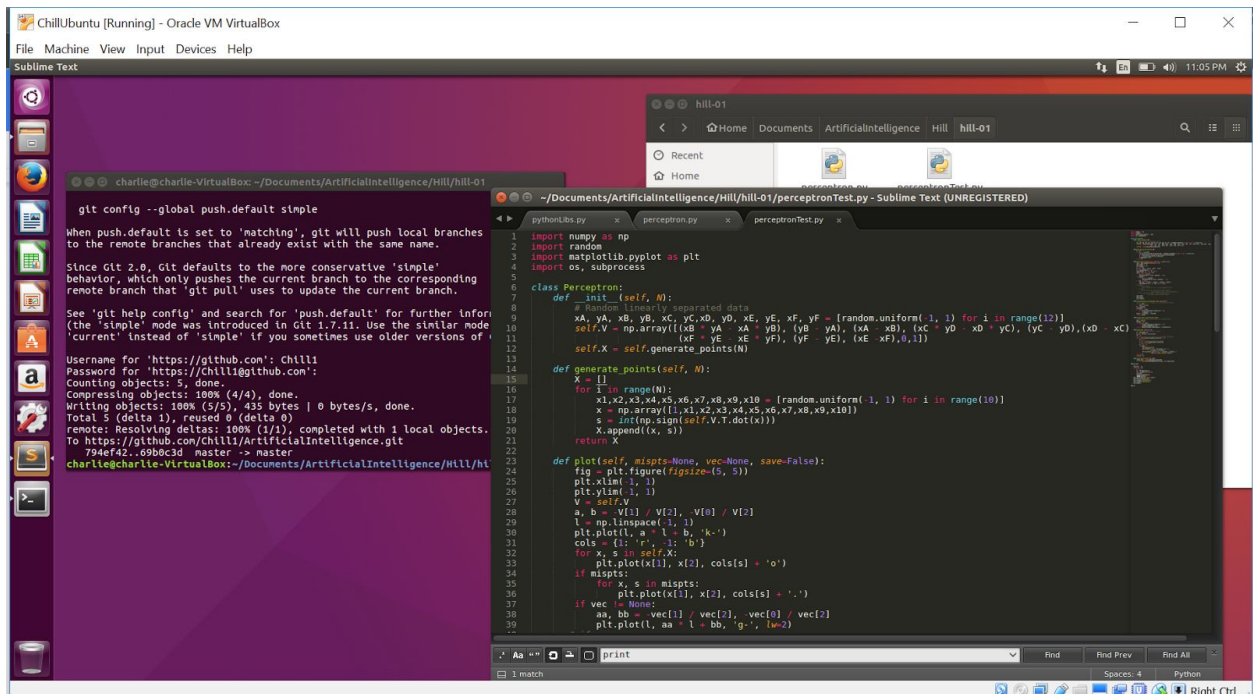 ChillUbuntu [Running] - Oracle VM VirtualBox
File Machine View Input Devices Help
Sublime Text
En
11:05 PM
hill-01
Home Documents ArtificialIntelligence Hill hill-01
Recent
Home
perceptron.py perceptronTest.py
charlie@charlie-VirtualBox: ~/Documents/ArtificialIntelligence/Hill/hill-01
git config --global push.default simple
When push.default is set to 'matching', git will push local branches
to the remote branches that already exist with the same name.
Since Git 2.0, Git defaults to the more conservative 'simple'
behavior, which only pushes the current branch to the corresponding
remote branch that 'git pull' uses to update the current branch.
See 'git help config' and search for 'push.default' for further infor
(the 'simple' mode was introduced in Git 1.7.11. Use the similar mode
'current' instead of 'simple' if you sometimes use older versions of
Username for 'https://github.com': Chill1
Password for 'https://Chill1@github.com':
Counting objects: 5, done.
Compressing objects: 100% (4/4), done.
Writing objects: 100% (5/5), 435 bytes | 0 bytes/s, done.
Total 5 (delta 1), reused 0 (delta 0)
remote: Resolving deltas: 100% (1/1), completed with 1 local objects.
To https://github.com/Chill1/ArtificialIntelligence.git
794ef42..69b0c3d master -> master
charlie@charlie-VirtualBox:~/Documents/ArtificialIntelligence/Hill/hil
~/Documents/ArtificialIntelligence/Hill/hill-01/perceptronTest.py - Sublime Text (UNREGISTERED)
pythonLibs.py perceptron.py perceptronTest.py
1 import numpy as np
2 import random
3 import matplotlib.pyplot as plt
4 import os, subprocess
5
6 class Perceptron:
7 def __init__(self, N):
8 # Random linearly separated data
9 xA, yA, xB, yB, xC, yC,xD, yD, xE, yE, xF, yF = [random.uniform(-1, 1) for i in range(12)]
10 self.V = np.array([(xB * yA - xA * yB), (yB - yA), (xA - xB), (xC * yD - xD * yC), (yC - yD),(xD - xC)
11 (xF * yE - xE * yF), (yF - yE), (xE -xF),0,1])
12 self.X = self.generate_points(N)
13
14 def generate_points(self, N):
15 X = []
16 for i in range(N):
17 x1,x2,x3,x4,x5,x6,x7,x8,x9,x10 = [random.uniform(-1, 1) for i in range(10)]
18 x = np.array([1,x1,x2,x3,x4,x5,x6,x7,x8,x9,x10])
19 s = int(np.sign(self.V.T.dot(x)))
20 X.append((x, s))
21 return X
22
23 def plot(self, mispts=None, vec=None, save=False):
24 fig = plt.figure(figsize=(5, 5))
25 plt.xlim(-1, 1)
26 plt.ylim(-1, 1)
27 V = self.V
28 a, b = -V[1] / V[2], -V[0] / V[2]
29 l = np.linspace(-1, 1)
30 plt.plot(l, a * l + b, 'k-')
31 cols = {1: 'r', -1: 'b'}
32 for x, s in self.X:
33 plt.plot(x[1], x[2], cols[s] + 'o')
34 if mispts:
35 for x, s in mispts:
36 plt.plot(x[1], x[2], cols[s] + '.')
37 if vec != None:
38 aa, bb = -vec[1] / vec[2], -vec[0] / vec[2]
39 plt.plot(l, aa * l + bb, 'g-', lw=2)
.* Aa "" print Find Find Prev Find All
1 match Spaces: 4 Python
Right Ctrl